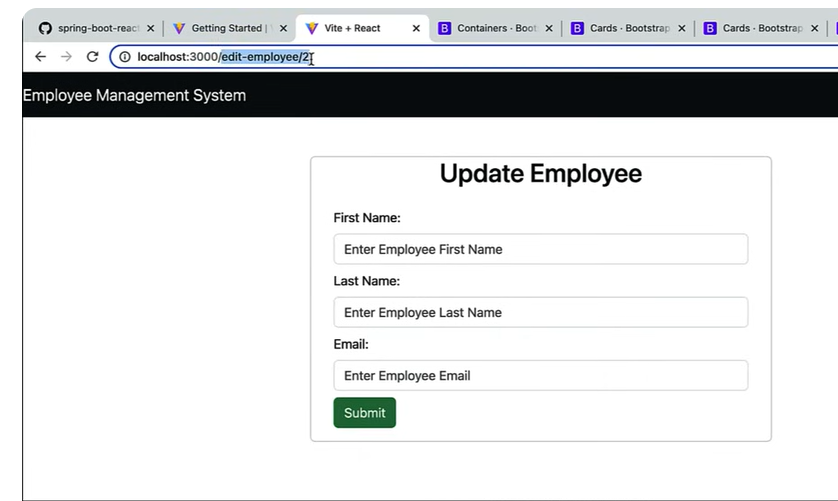 spring-boot-react
Getting Started |
Vite + React
Containers · Boot
Cards · Bootstrap
Cards · Bootstrap
localhost:3000/edit-employee/2
Employee Management System
Update Employee
First Name:
Enter Employee First Name
Last Name:
Enter Employee Last Name
Email:
Enter Employee Email
Submit